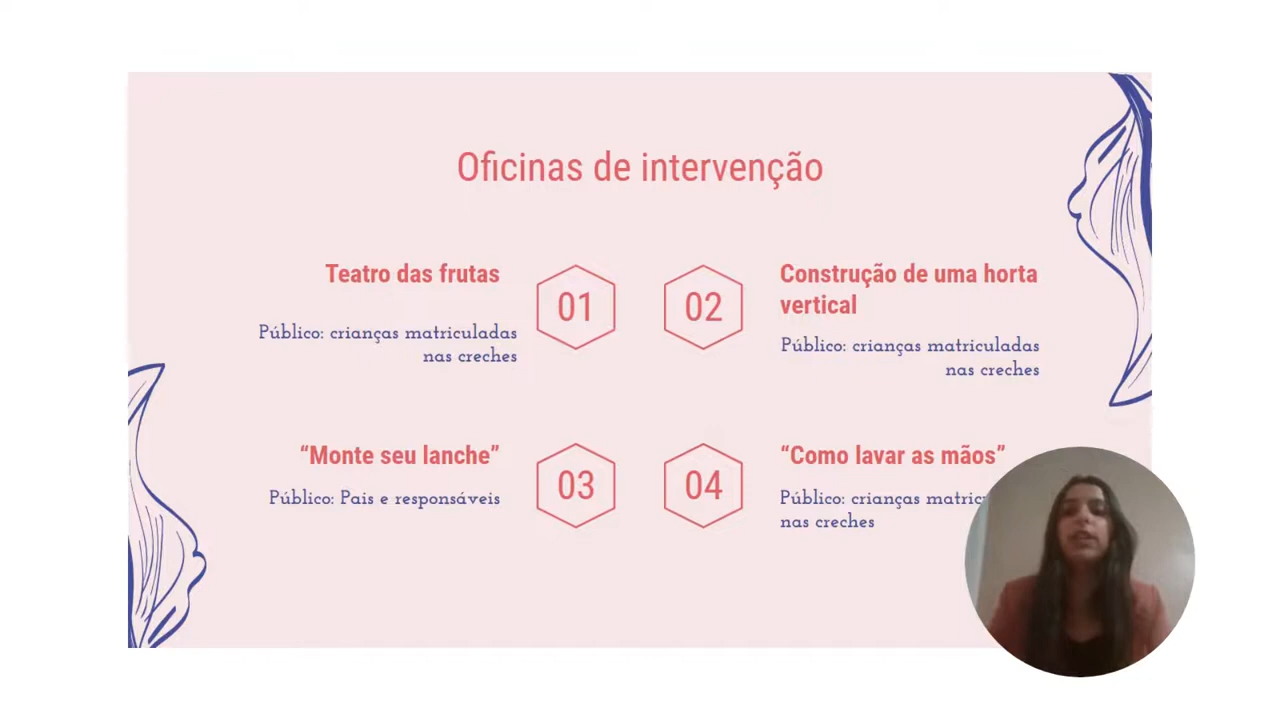 Oficinas de intervenção
Teatro das frutas
01
Público: crianças matriculadas
nas creches
02
Construção de uma horta
vertical
Público: crianças matriculadas
nas creches
“Monte seu lanche”
03
Público: Pais e responsáveis
04
“Como lavar as mãos”
Público: crianças
nas creches